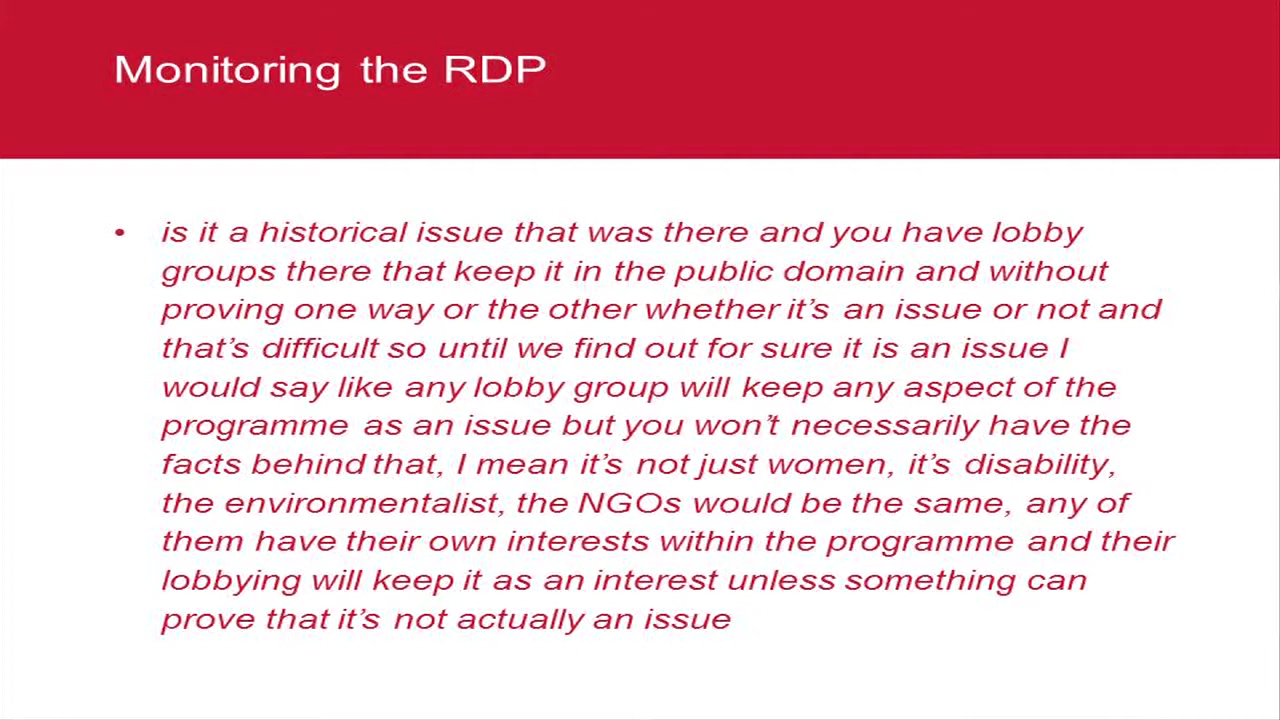 Monitoring the RDP
• is it a historical issue that was there and you have lobby
groups there that keep it in the public domain and without
proving one way or the other whether it’s an issue or not and
that’s difficult so until we find out for sure it is an issue I
would say like any lobby group will keep any aspect of the
programme as an issue but you won’t necessarily have the
facts behind that, I mean it’s not just women, it’s disability,
the environmentalist, the NGOs would be the same, any of
them have their own interests within the programme and their
lobbying will keep it as an interest unless something can
prove that it’s not actually an issue